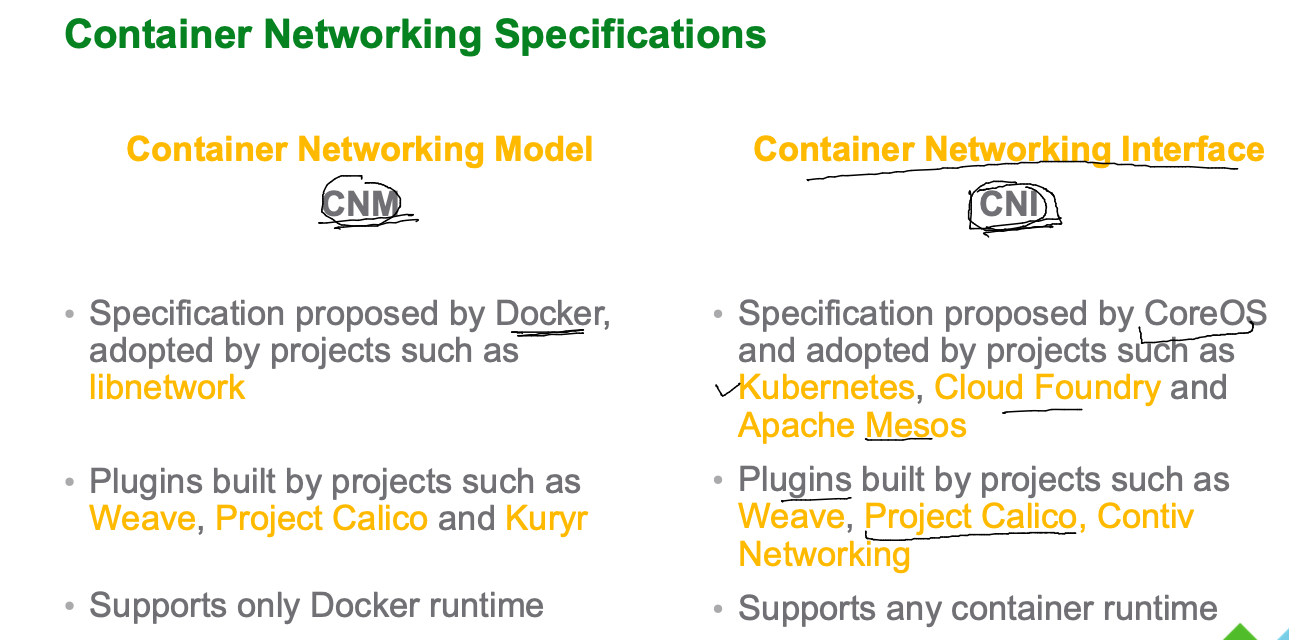 Container Networking Specifications
Container Networking Model
CNM
• Specification proposed by Docker,
adopted by projects such as
libnetwork
• Plugins built by projects such as
Weave, Project Calico and Kuryr
• Supports only Docker runtime
Container Networking Interface
CNI
• Specification proposed by CoreOS
and adopted by projects such as
Kubernetes, Cloud Foundry and
Apache Mesos
• Plugins built by projects such as
Weave, Project Calico, Contiv
Networking
• Supports any container runtime